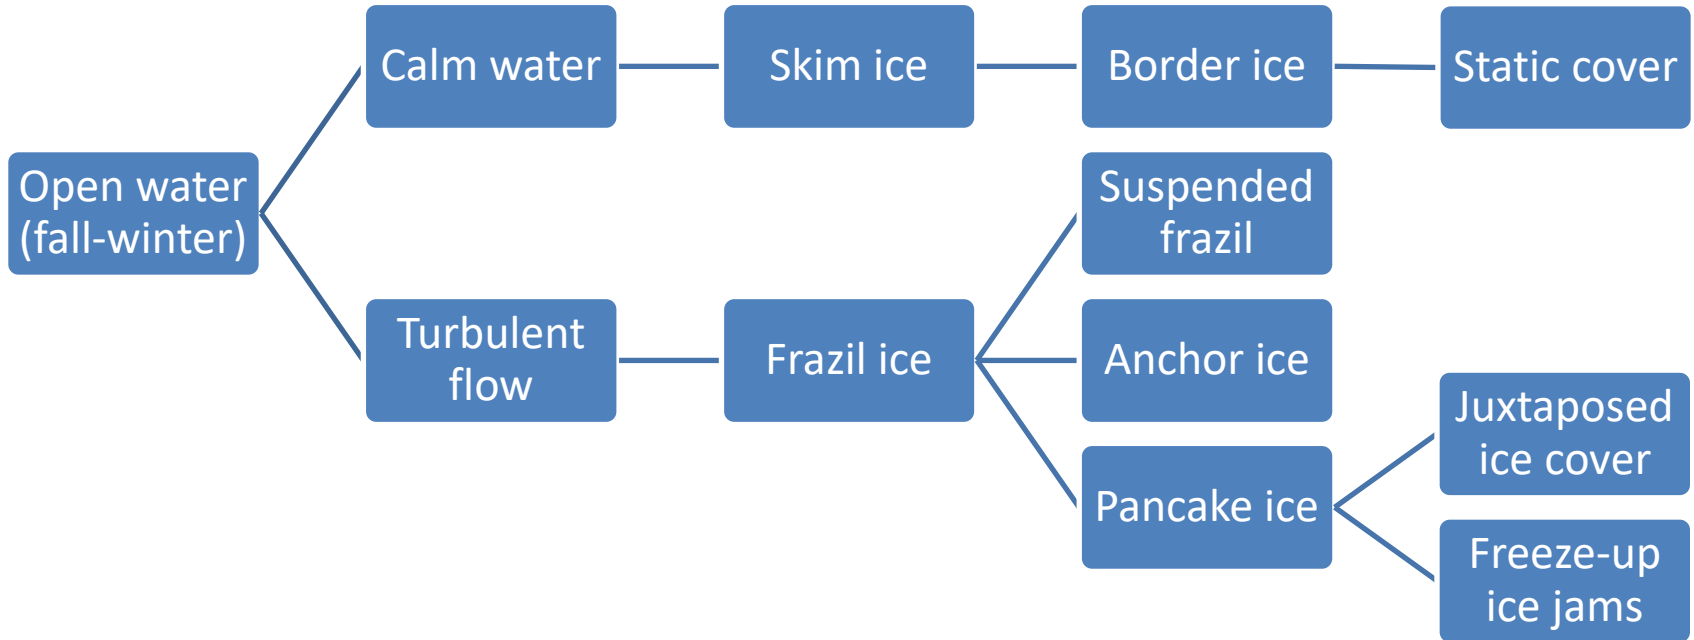 Calm water
Skim ice
Border ice
Static cover
Open water
(fall-winter)
Suspended
frazil
Turbulent
flow
Frazil ice
Anchor ice
Juxtaposed
ice cover
Pancake ice
Freeze-up
ice jams